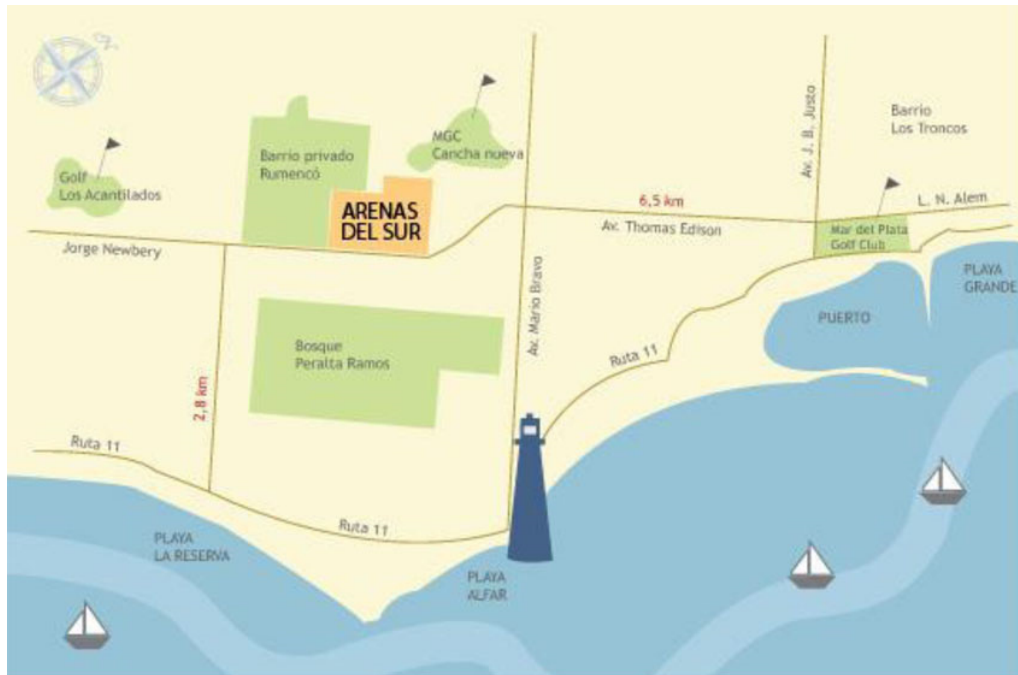 MGC
Cancha nueva
Barrio privado
Rumencó
Golf
Los Acantilados
ARENAS
DEL SUR
Jorge Newbery
Av. J. B. Justo
Barrio
Los Troncos
6,5 km
Av. Thomas Edison
L. N. Alem
Mar del Plata
Golf Club
PLAYA
GRANDE
PUERTO
Av. Mario Bravo
Ruta 11
Bosque
Peralta Ramos
2,8 km
Ruta 11
Ruta 11
PLAYA
LA RESERVA
PLAYA
ALFAR